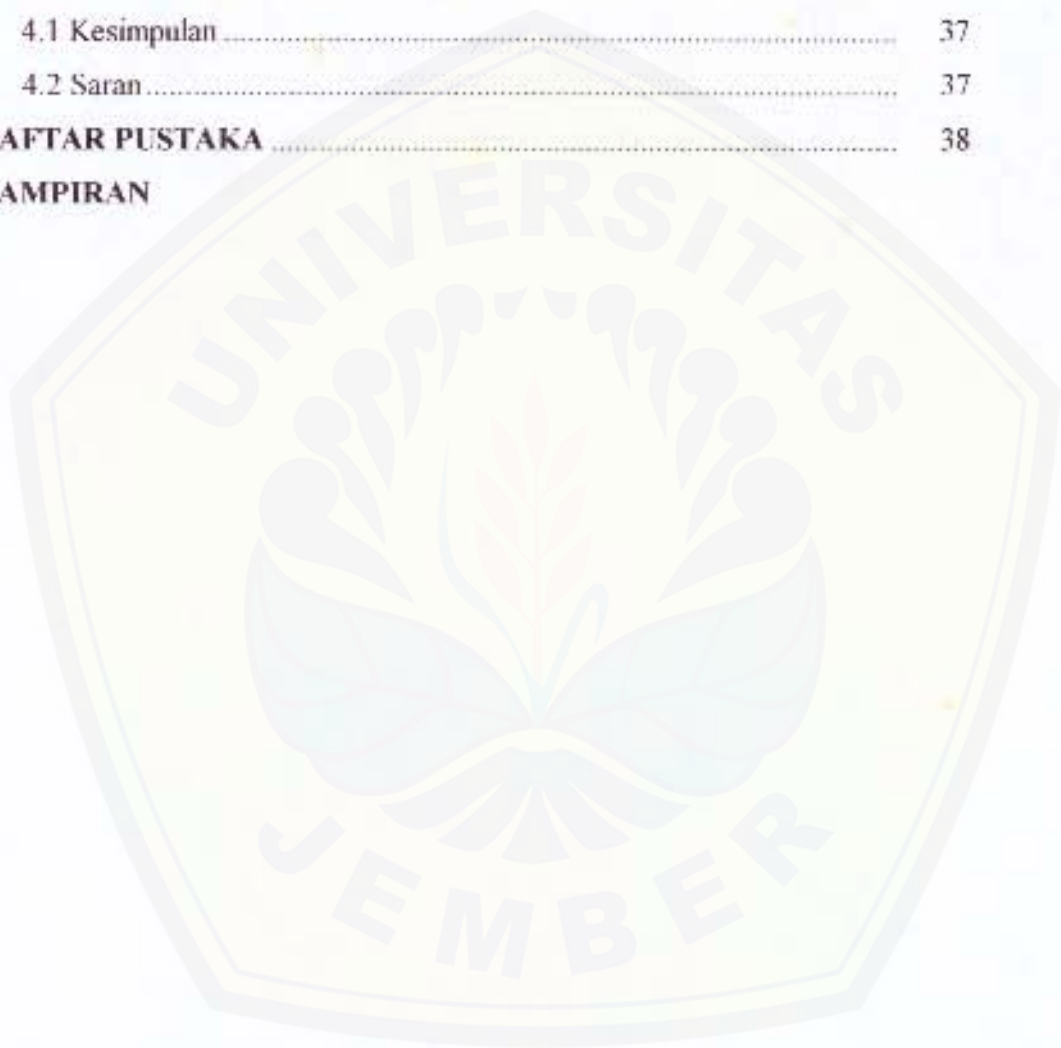 4.1 Kesimpulan ........ 37
4.2 Saran ........ 37
AFTAR PUSTAKA ........ 38
AMPIRAN
UNIVERSITAS
JEMBER